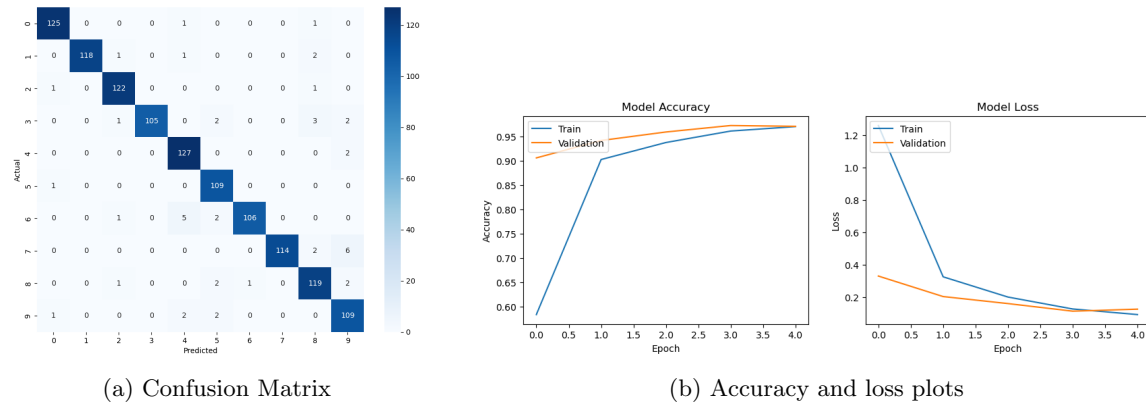 0 125 0 0 0 1 0 0 0 1 0
1 0 118 1 0 1 0 0 0 2 0
2 1 0 122 0 0 0 0 0 1 0
3 0 0 1 105 0 2 0 0 3 2
4 0 0 0 0 127 0 0 0 0 2
5 1 0 0 0 0 109 0 0 0 0
6 0 0 1 0 5 2 106 0 0 0
7 0 0 0 0 0 0 0 114 2 6
8 0 0 1 0 0 2 1 0 119 2
9 1 0 0 0 2 2 0 0 0 109
Actual
0 1 2 3 4 5 6 7 8 9
Predicted
120
100
80
60
40
20
0
(a) Confusion Matrix
Model Accuracy
Train
Validation
0.95
0.90
0.85
0.80
0.75
0.70
0.65
0.60
Accuracy
0.0 0.5 1.0 1.5 2.0 2.5 3.0 3.5 4.0
Epoch
Model Loss
Train
Validation
1.2
1.0
0.8
0.6
0.4
0.2
Loss
0.0 0.5 1.0 1.5 2.0 2.5 3.0 3.5 4.0
Epoch
(b) Accuracy and loss plots